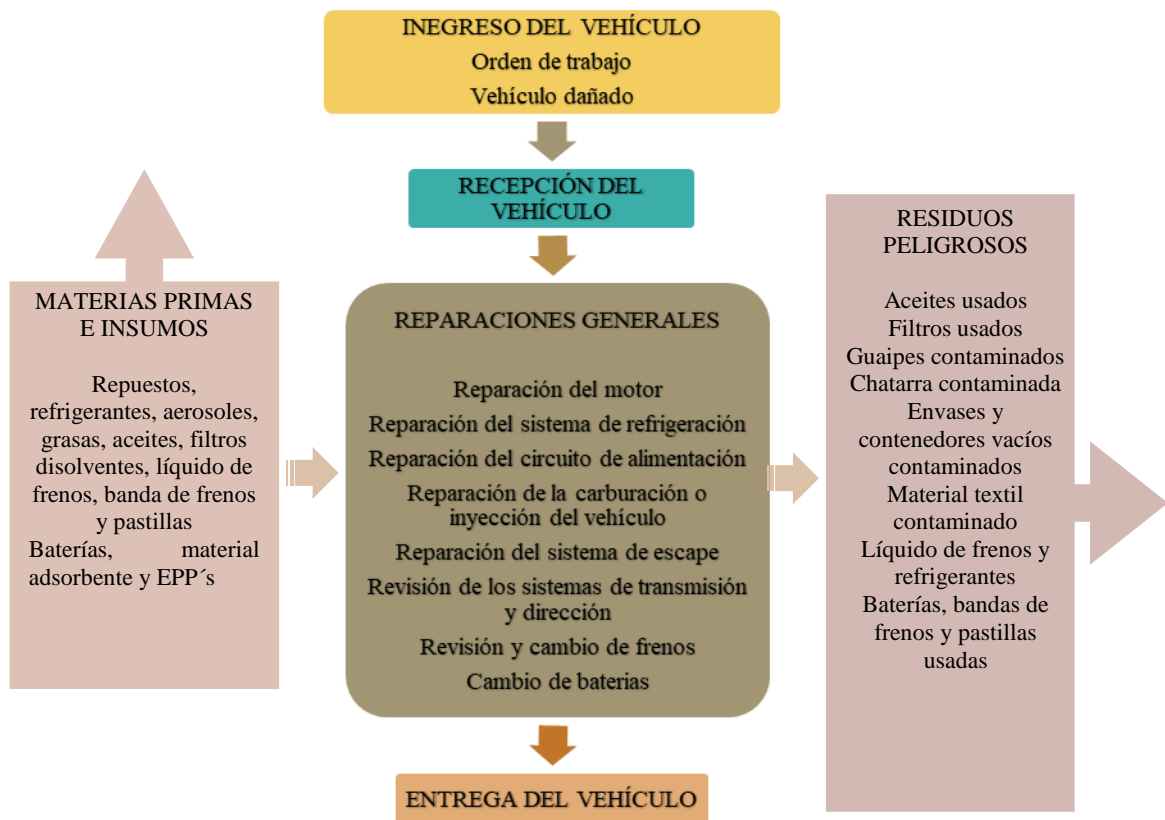 INEGRESO DEL VEHÍCULO
Orden de trabajo
Vehículo dañado
RECEPCIÓN DEL
VEHÍCULO
MATERIAS PRIMAS
E INSUMOS
Repuestos,
refrigerantes, aerosoles,
grasas, aceites, filtros
disolventes, líquido de
frenos, banda de frenos
y pastillas
Baterías, material
adsorbente y EPP´s
REPARACIONES GENERALES
Reparación del motor
Reparación del sistema de refrigeración
Reparación del circuito de alimentación
Reparación de la carburación o
inyección del vehículo
Reparación del sistema de escape
Revisión de los sistemas de transmisión
y dirección
Revisión y cambio de frenos
Cambio de baterias
RESIDUOS
PELIGROSOS
Aceites usados
Filtros usados
Guaipes contaminados
Chatarra contaminada
Envases y
contenedores vacíos
contaminados
Material textil
contaminado
Líquido de frenos y
refrigerantes
Baterías, bandas de
frenos y pastillas
usadas
ENTREGA DEL VEHÍCULO